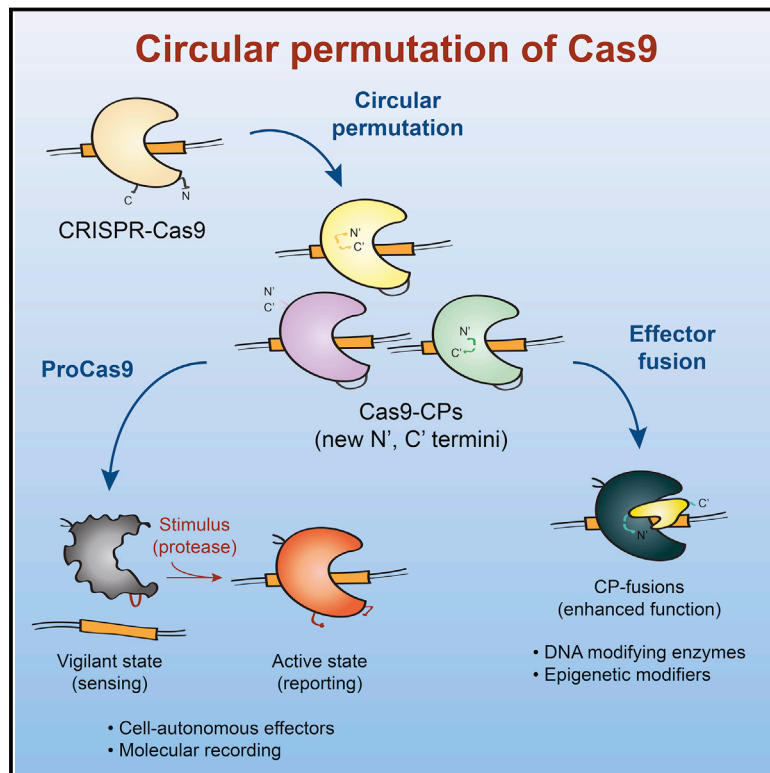 Circular permutation of Cas9
Circular
permutation
C
N
CRISPR-Cas9
N’
C’
N’
C’
N’
C’
ProCas9
Effector
fusion
Cas9-CPs
(new N’, C’ termini)
Stimulus
(protease)
C’
N’
CP-fusions
(enhanced function)
Vigilant state
(sensing)
Active state
(reporting)
• DNA modifying enzymes
• Epigenetic modifiers
• Cell-autonomous effectors
• Molecular recording